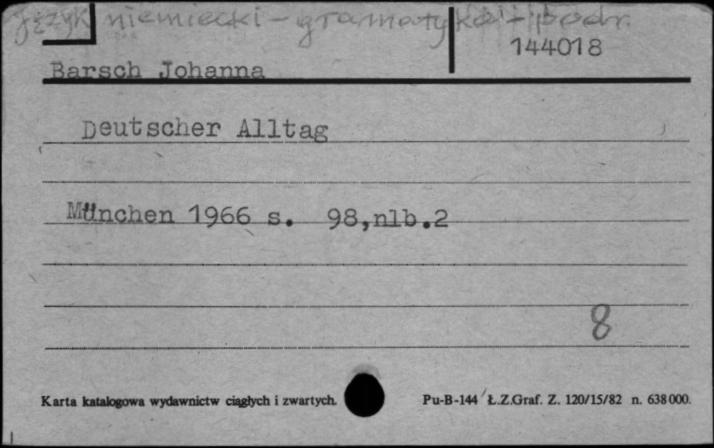 język niemiecki - gramatyka - podr.
144018
Barsch Johanna
Deutscher Alltag
München 1966 s. 98,nlb.2
8
Karta katalogowa wydawnictw ciągłych i zwartych. Pu-B-144 Ł.Z.Graf. Z. 120/15/82 n. 638000.